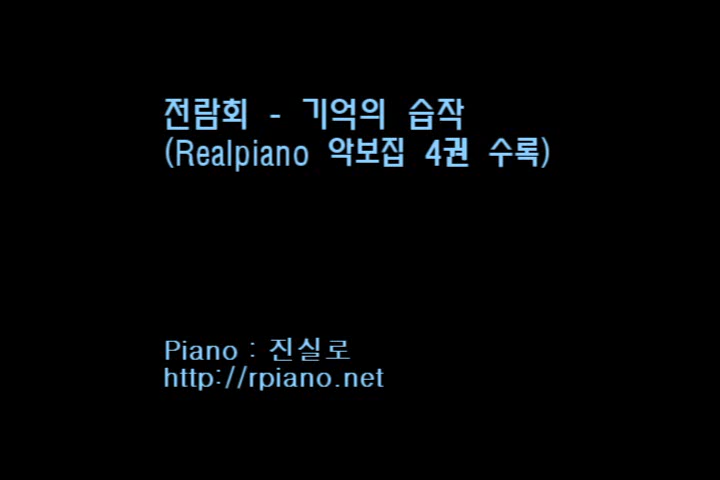 전람회 - 기억의 습작
(Realpiano 악보집 4권 수록)
Piano : 진실로
http://rpiano.net